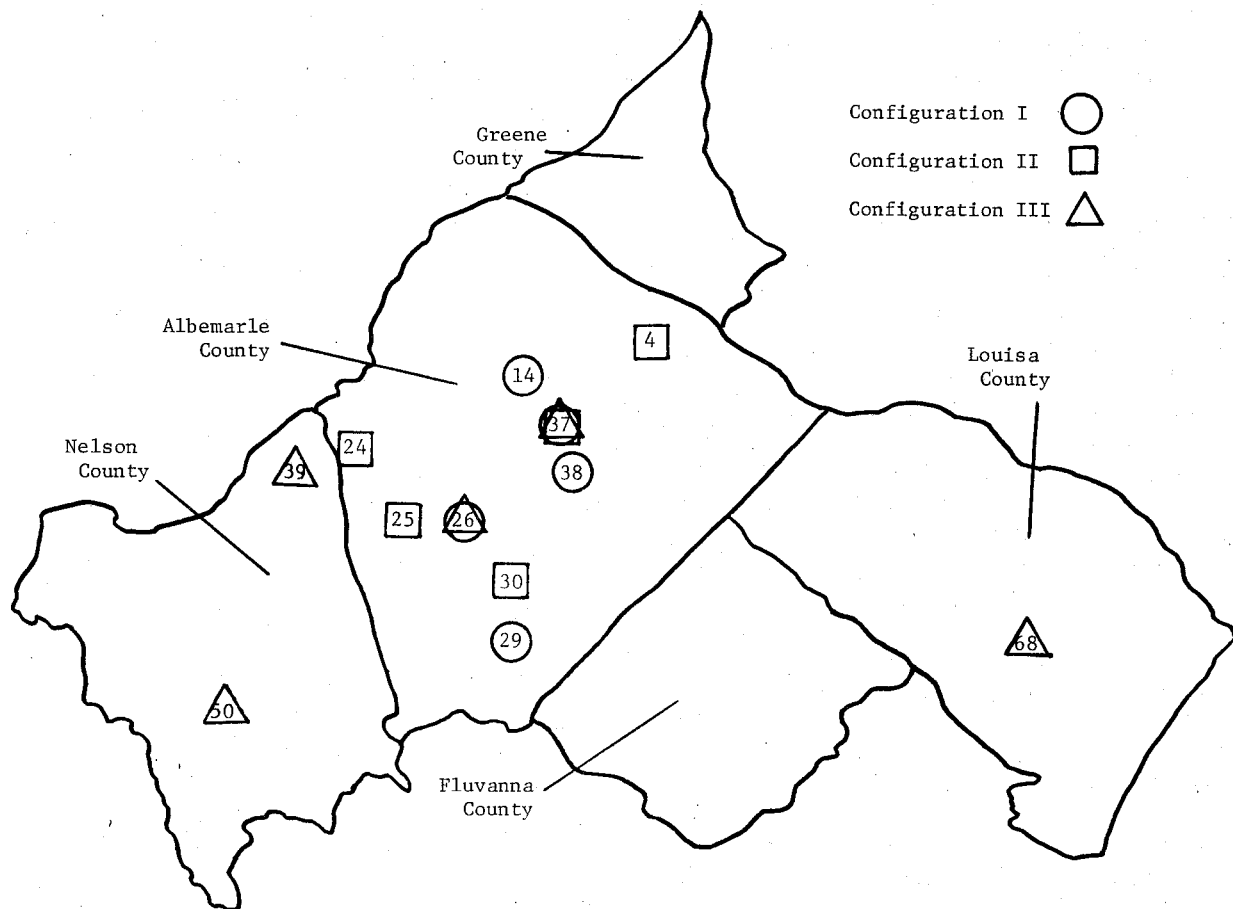 Greene
County
Configuration I
Configuration II
Configuration III
Albemarle
County
4
14
Louisa
County
37
Nelson
County
24
39
38
25
26
30
29
68
50
Fluvanna
County